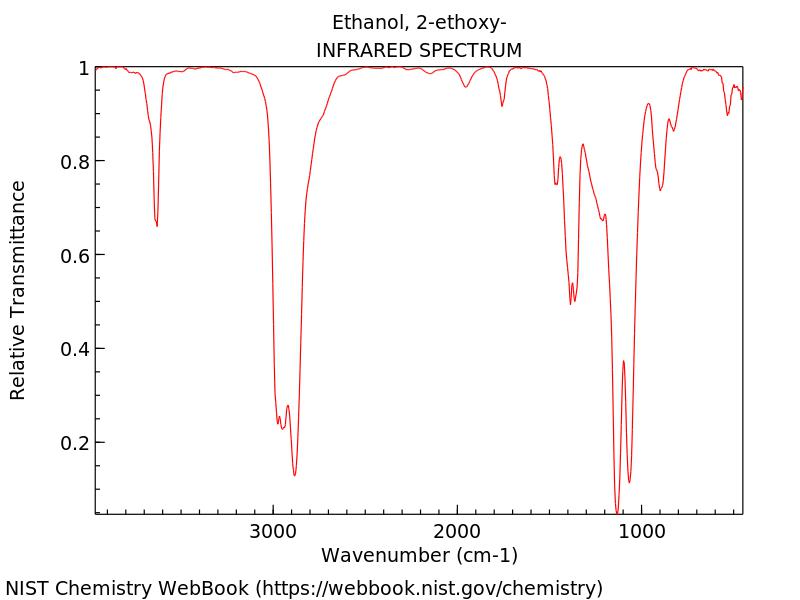 Ethanol, 2-ethoxy-
INFRARED SPECTRUM
1
0.8
0.6
0.4
0.2
Relative Transmittance
3000 2000 1000
Wavenumber (cm-1)
NIST Chemistry WebBook (https://webbook.nist.gov/chemistry)